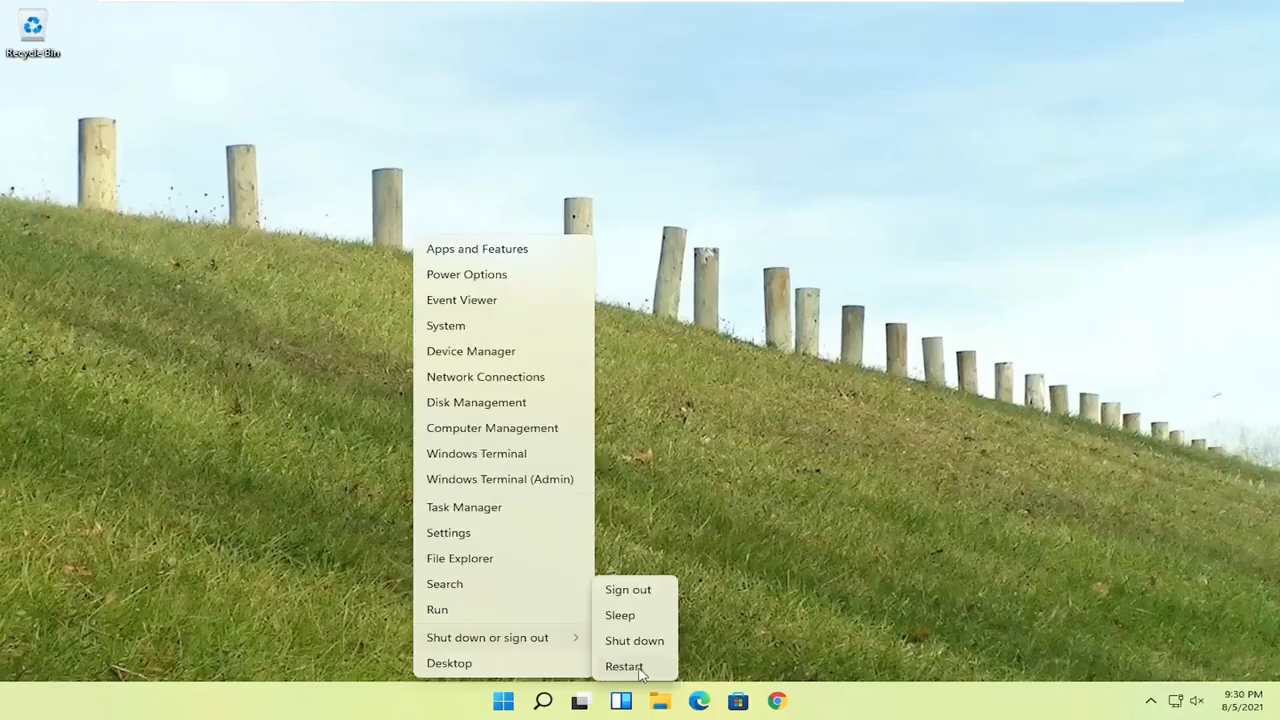 Recycle Bin
Apps and Features
Power Options
Event Viewer
System
Device Manager
Network Connections
Disk Management
Computer Management
Windows Terminal
Windows Terminal (Admin)
Task Manager
Settings
File Explorer
Search
Run
Shut down or sign out
Desktop
Sign out
Sleep
Shut down
Restart
9:30 PM
8/5/2021